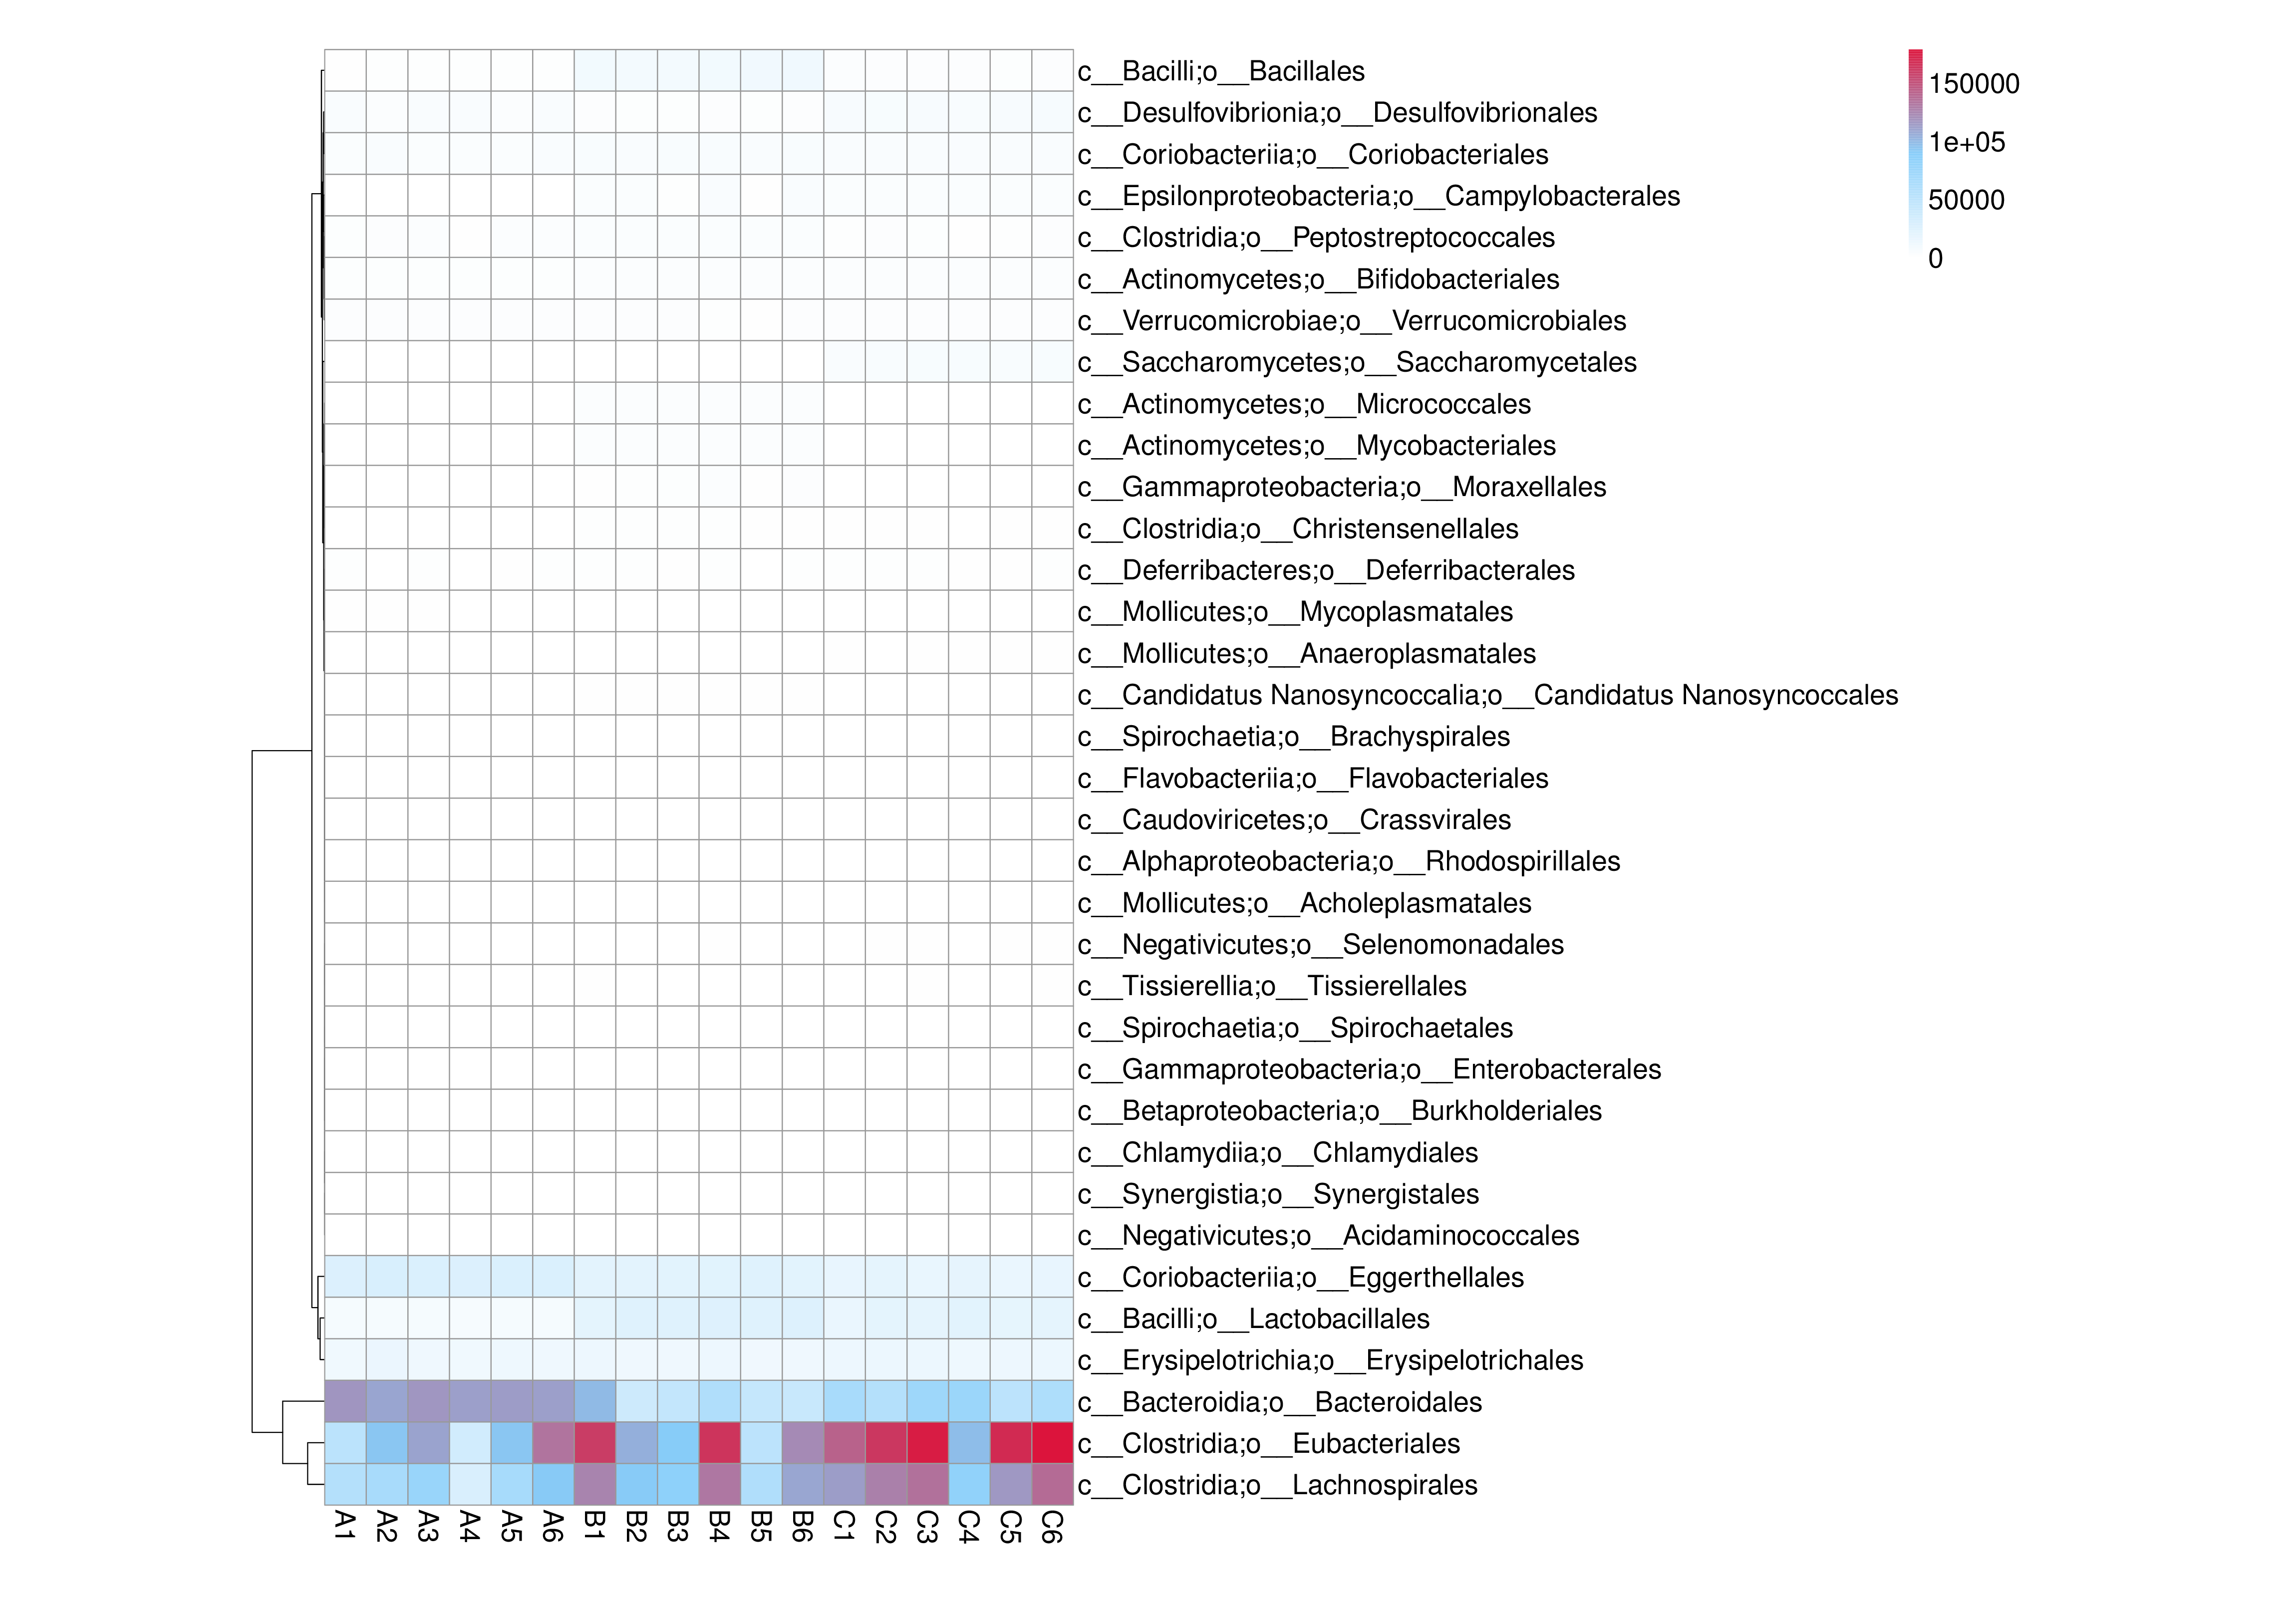 c__Bacilli;o__Bacillales
c__Desulfovibrionia;o__Desulfovibrionales
c__Coriobacteriia;o__Coriobacteriales
c__Epsilonproteobacteria;o__Campylobacterales
c__Clostridia;o__Peptostreptococcales
c__Actinomycetes;o__Bifidobacteriales
c__Verrucomicrobiae;o__Verrucomicrobiales
c__Saccharomycetes;o__Saccharomycetales
c__Actinomycetes;o__Micrococcales
c__Actinomycetes;o__Mycobacteriales
c__Gammaproteobacteria;o__Moraxellales
c__Clostridia;o__Christensenellales
c__Deferribacteres;o__Deferribacterales
c__Mollicutes;o__Mycoplasmatales
c__Mollicutes;o__Anaeroplasmatales
c__Candidatus Nanosyncoccalia;o__Candidatus Nanosyncoccales
c__Spirochaetia;o__Brachyspirales
c__Flavobacteriia;o__Flavobacteriales
c__Caudoviricetes;o__Crassvirales
c__Alphaproteobacteria;o__Rhodospirillales
c__Mollicutes;o__Acholeplasmatales
c__Negativicutes;o__Selenomonadales
c__Tissierellia;o__Tissierellales
c__Spirochaetia;o__Spirochaetales
c__Gammaproteobacteria;o__Enterobacterales
c__Betaproteobacteria;o__Burkholderiales
c__Chlamydiia;o__Chlamydiales
c__Synergistia;o__Synergistales
c__Negativicutes;o__Acidaminococcales
c__Coriobacteriia;o__Eggerthellales
c__Bacilli;o__Lactobacillales
c__Erysipelotrichia;o__Erysipelotrichales
c__Bacteroidia;o__Bacteroidales
c__Clostridia;o__Eubacteriales
c__Clostridia;o__Lachnospirales
A1 A2 A3 A4 A5 A6 B1 B2 B3 B4 B5 B6 C1 C2 C3 C4 C5 C6
150000
1e+05
50000
0